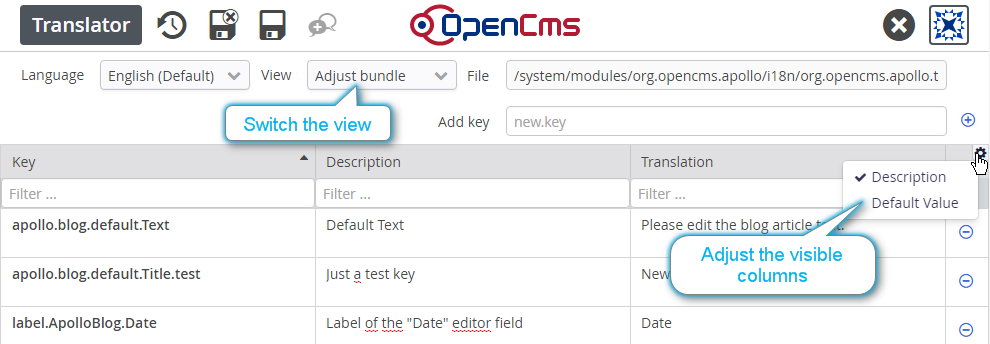 Translator
OpenCms
Language English (Default) View Adjust bundle File /system/modules/org.opencms.apollo/i18n/org.opencms.apollo.t
Switch the view
Add key new.key
Key Description Translation
Filter ... Filter ... Filter ...
Description
Default Value
apollo.blog.default.Text Default Text Please edit the blog article
Adjust the visible
columns
apollo.blog.default.Title.test Just a test key New
label.ApolloBlog.Date Label of the "Date" editor field Date